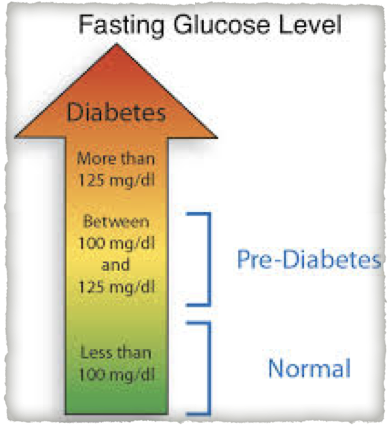 Fasting Glucose Level
Diabetes
More than
125 mg/dl
Between
100 mg/dl
and
125 mg/dl
Pre-Diabetes
Less than
100 mg/dl
Normal